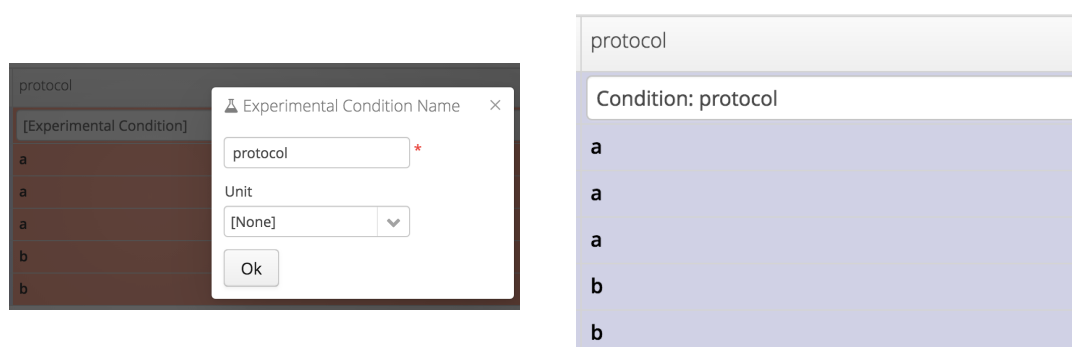 protocol
[Experimental Condition]
a
a
a
b
b
Experimental Condition Name
protocol *
Unit
[None]
Ok
protocol
Condition: protocol
a
a
a
b
b